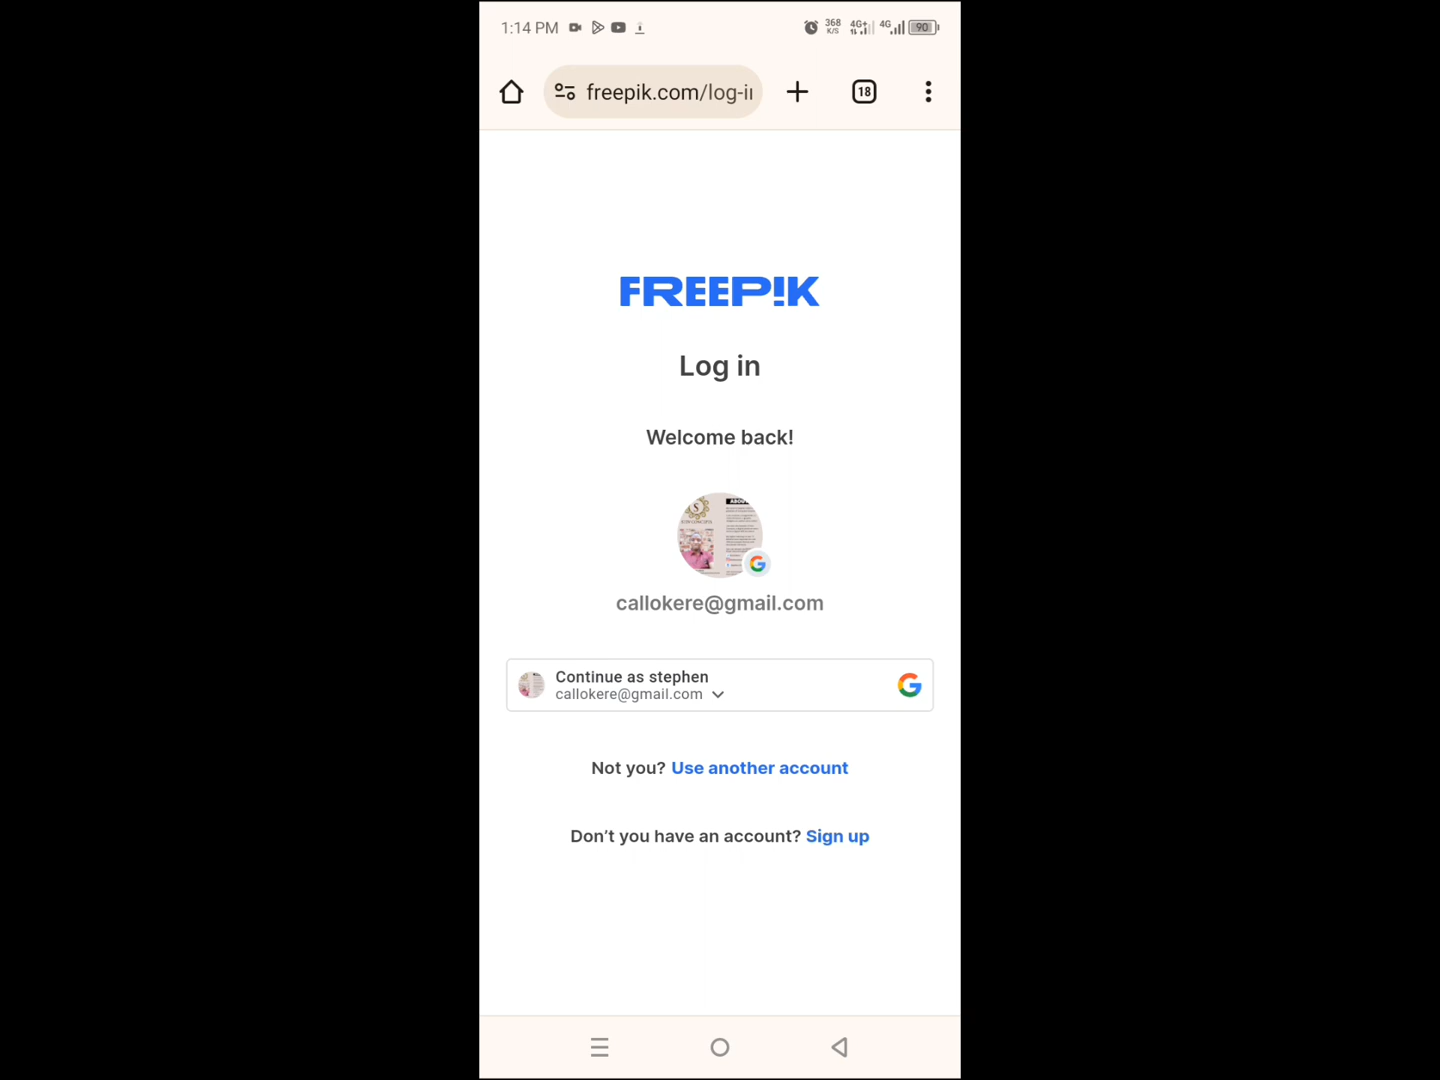 1:14 PM 368 K/S 4G+ 4G 90
freepik.com/log-in 18
FREEP!K
Log in
Welcome back!
callokere@gmail.com
Continue as stephen
callokere@gmail.com
Not you? Use another account
Don’t you have an account? Sign up